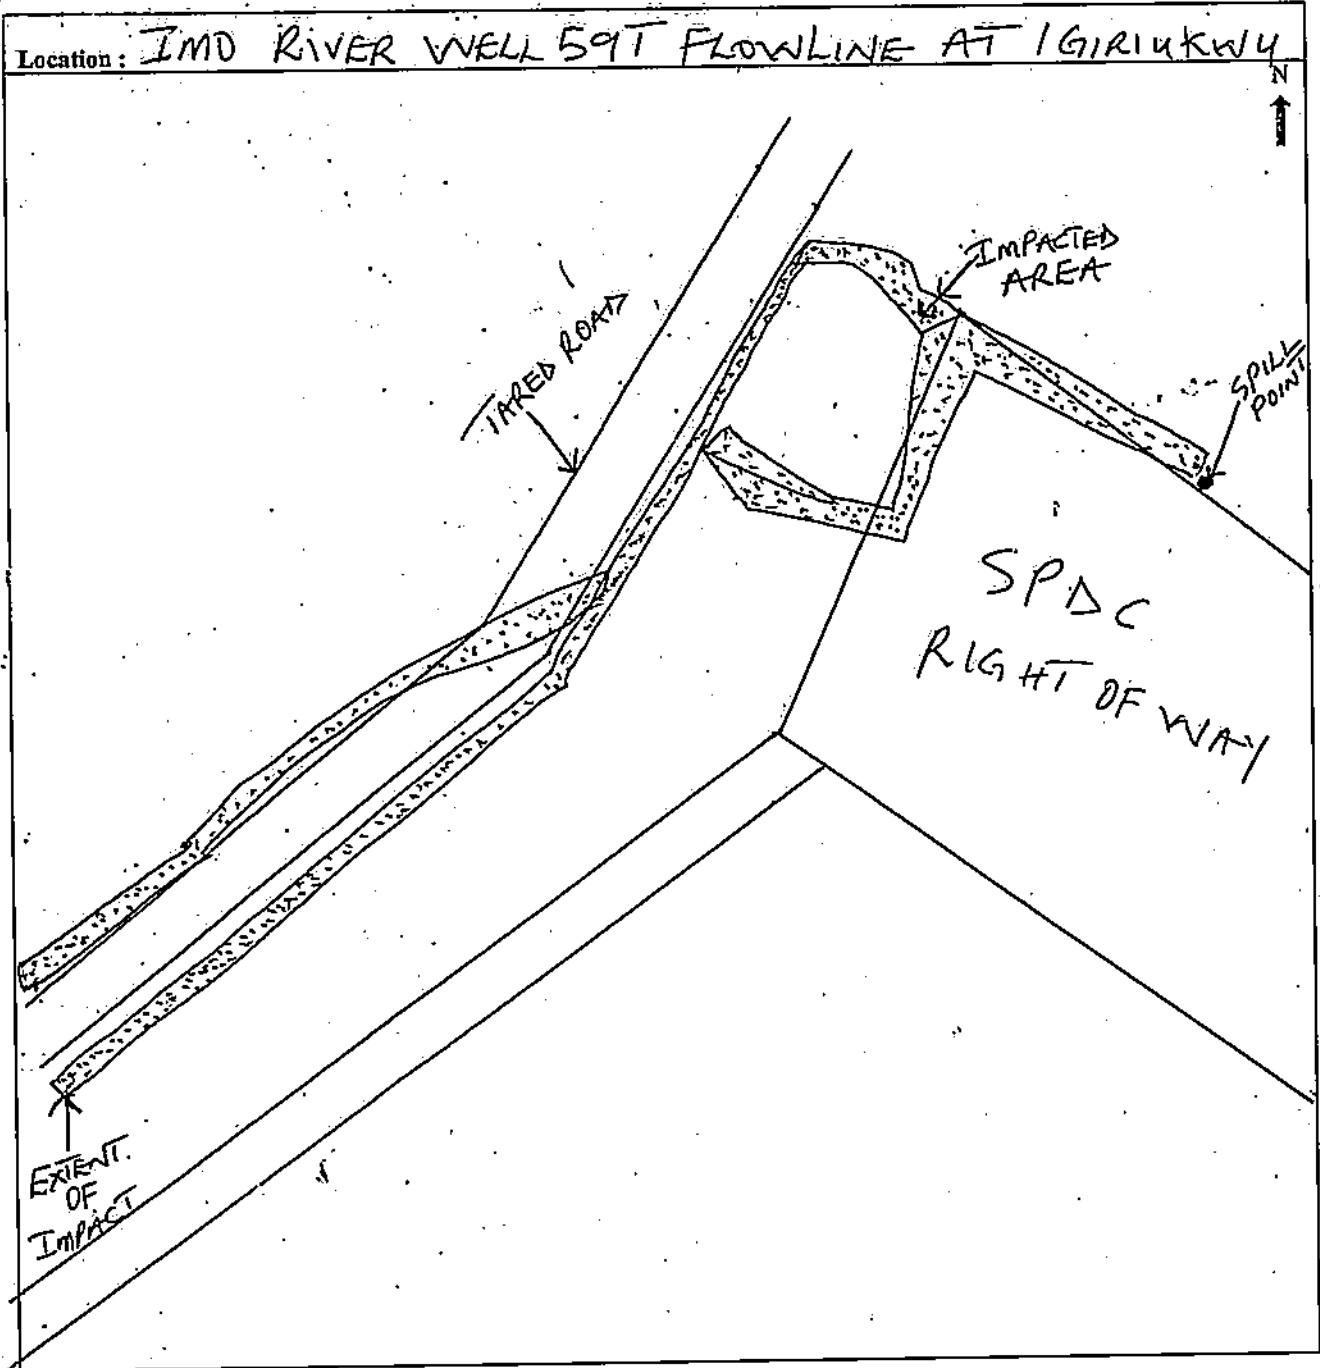 Location : IMO RIVER WELL 59T FLOWLINE AT IGIRIUKWU
N
IMPACTED
AREA
TARED ROAD
SPILL
POINT
SPDC
RIGHT OF WAY
EXTENT.
OF
IMPACT